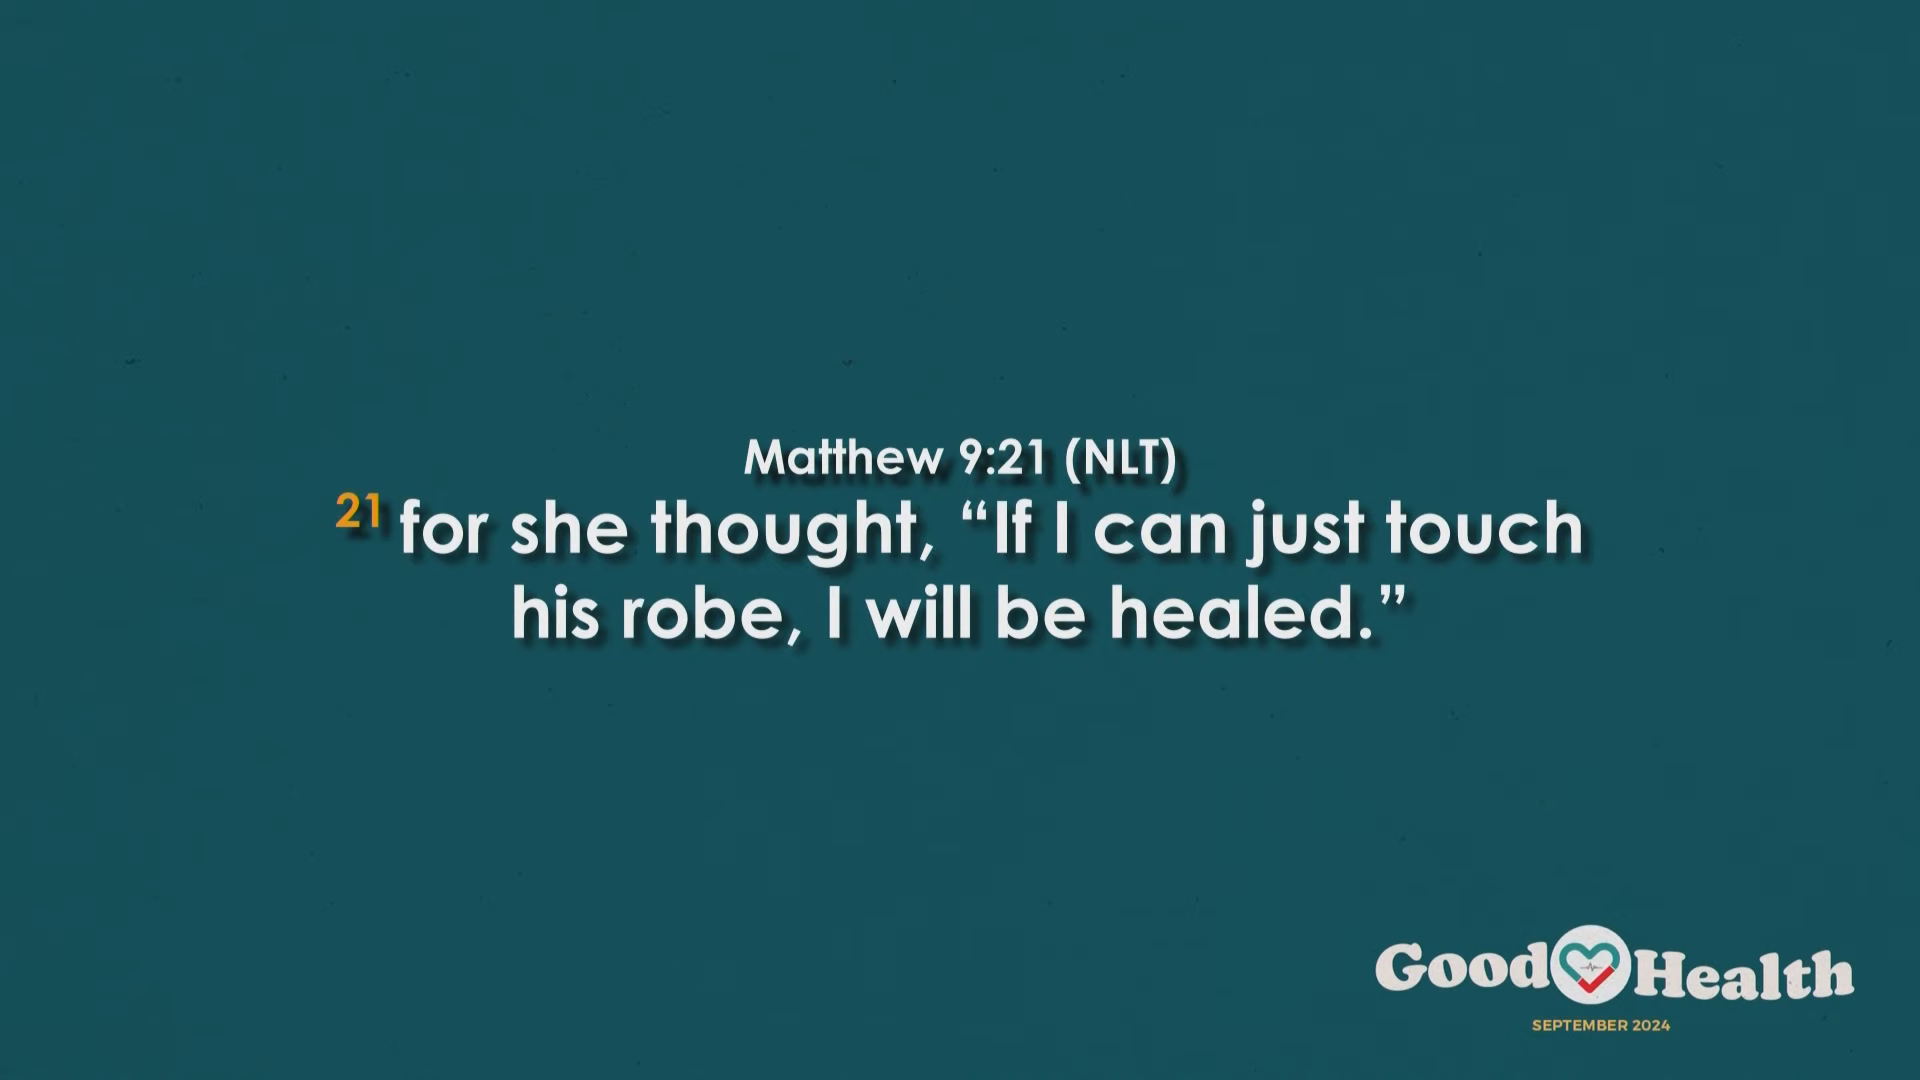 Matthew 9:21 (NLT)
21 for she thought, “If I can just touch
his robe, I will be healed.”
Good Health
SEPTEMBER 2024